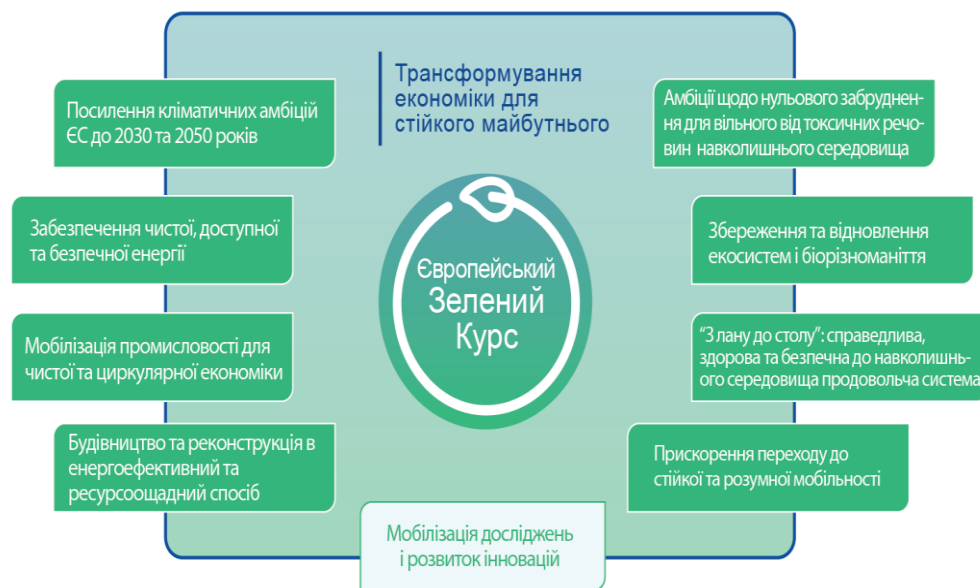 Трансформування
економіки для
стійкого майбутнього
Посилення кліматичних амбіцій
ЄС до 2030 та 2050 років
Забезпечення чистої, доступної
та безпечної енергії
Мобілізація промисловості для
чистої та циркулярної економіки
Будівництво та реконструкція в
енергоефективний та
ресурсоощадний спосіб
Європейський
Зелений
Курс
Амбіції щодо нульового забруднен-
ня для вільного від токсичних речо-
вин навколишнього середовища
Збереження та відновлення
екосистем і біорізноманіття
“З лану до столу”: справедлива,
здорова та безпечна до навколишнь-
ього середовища продовольча система
Прискорення переходу до
стійкої та розумної мобільності
Мобілізація досліджень
і розвиток інновацій